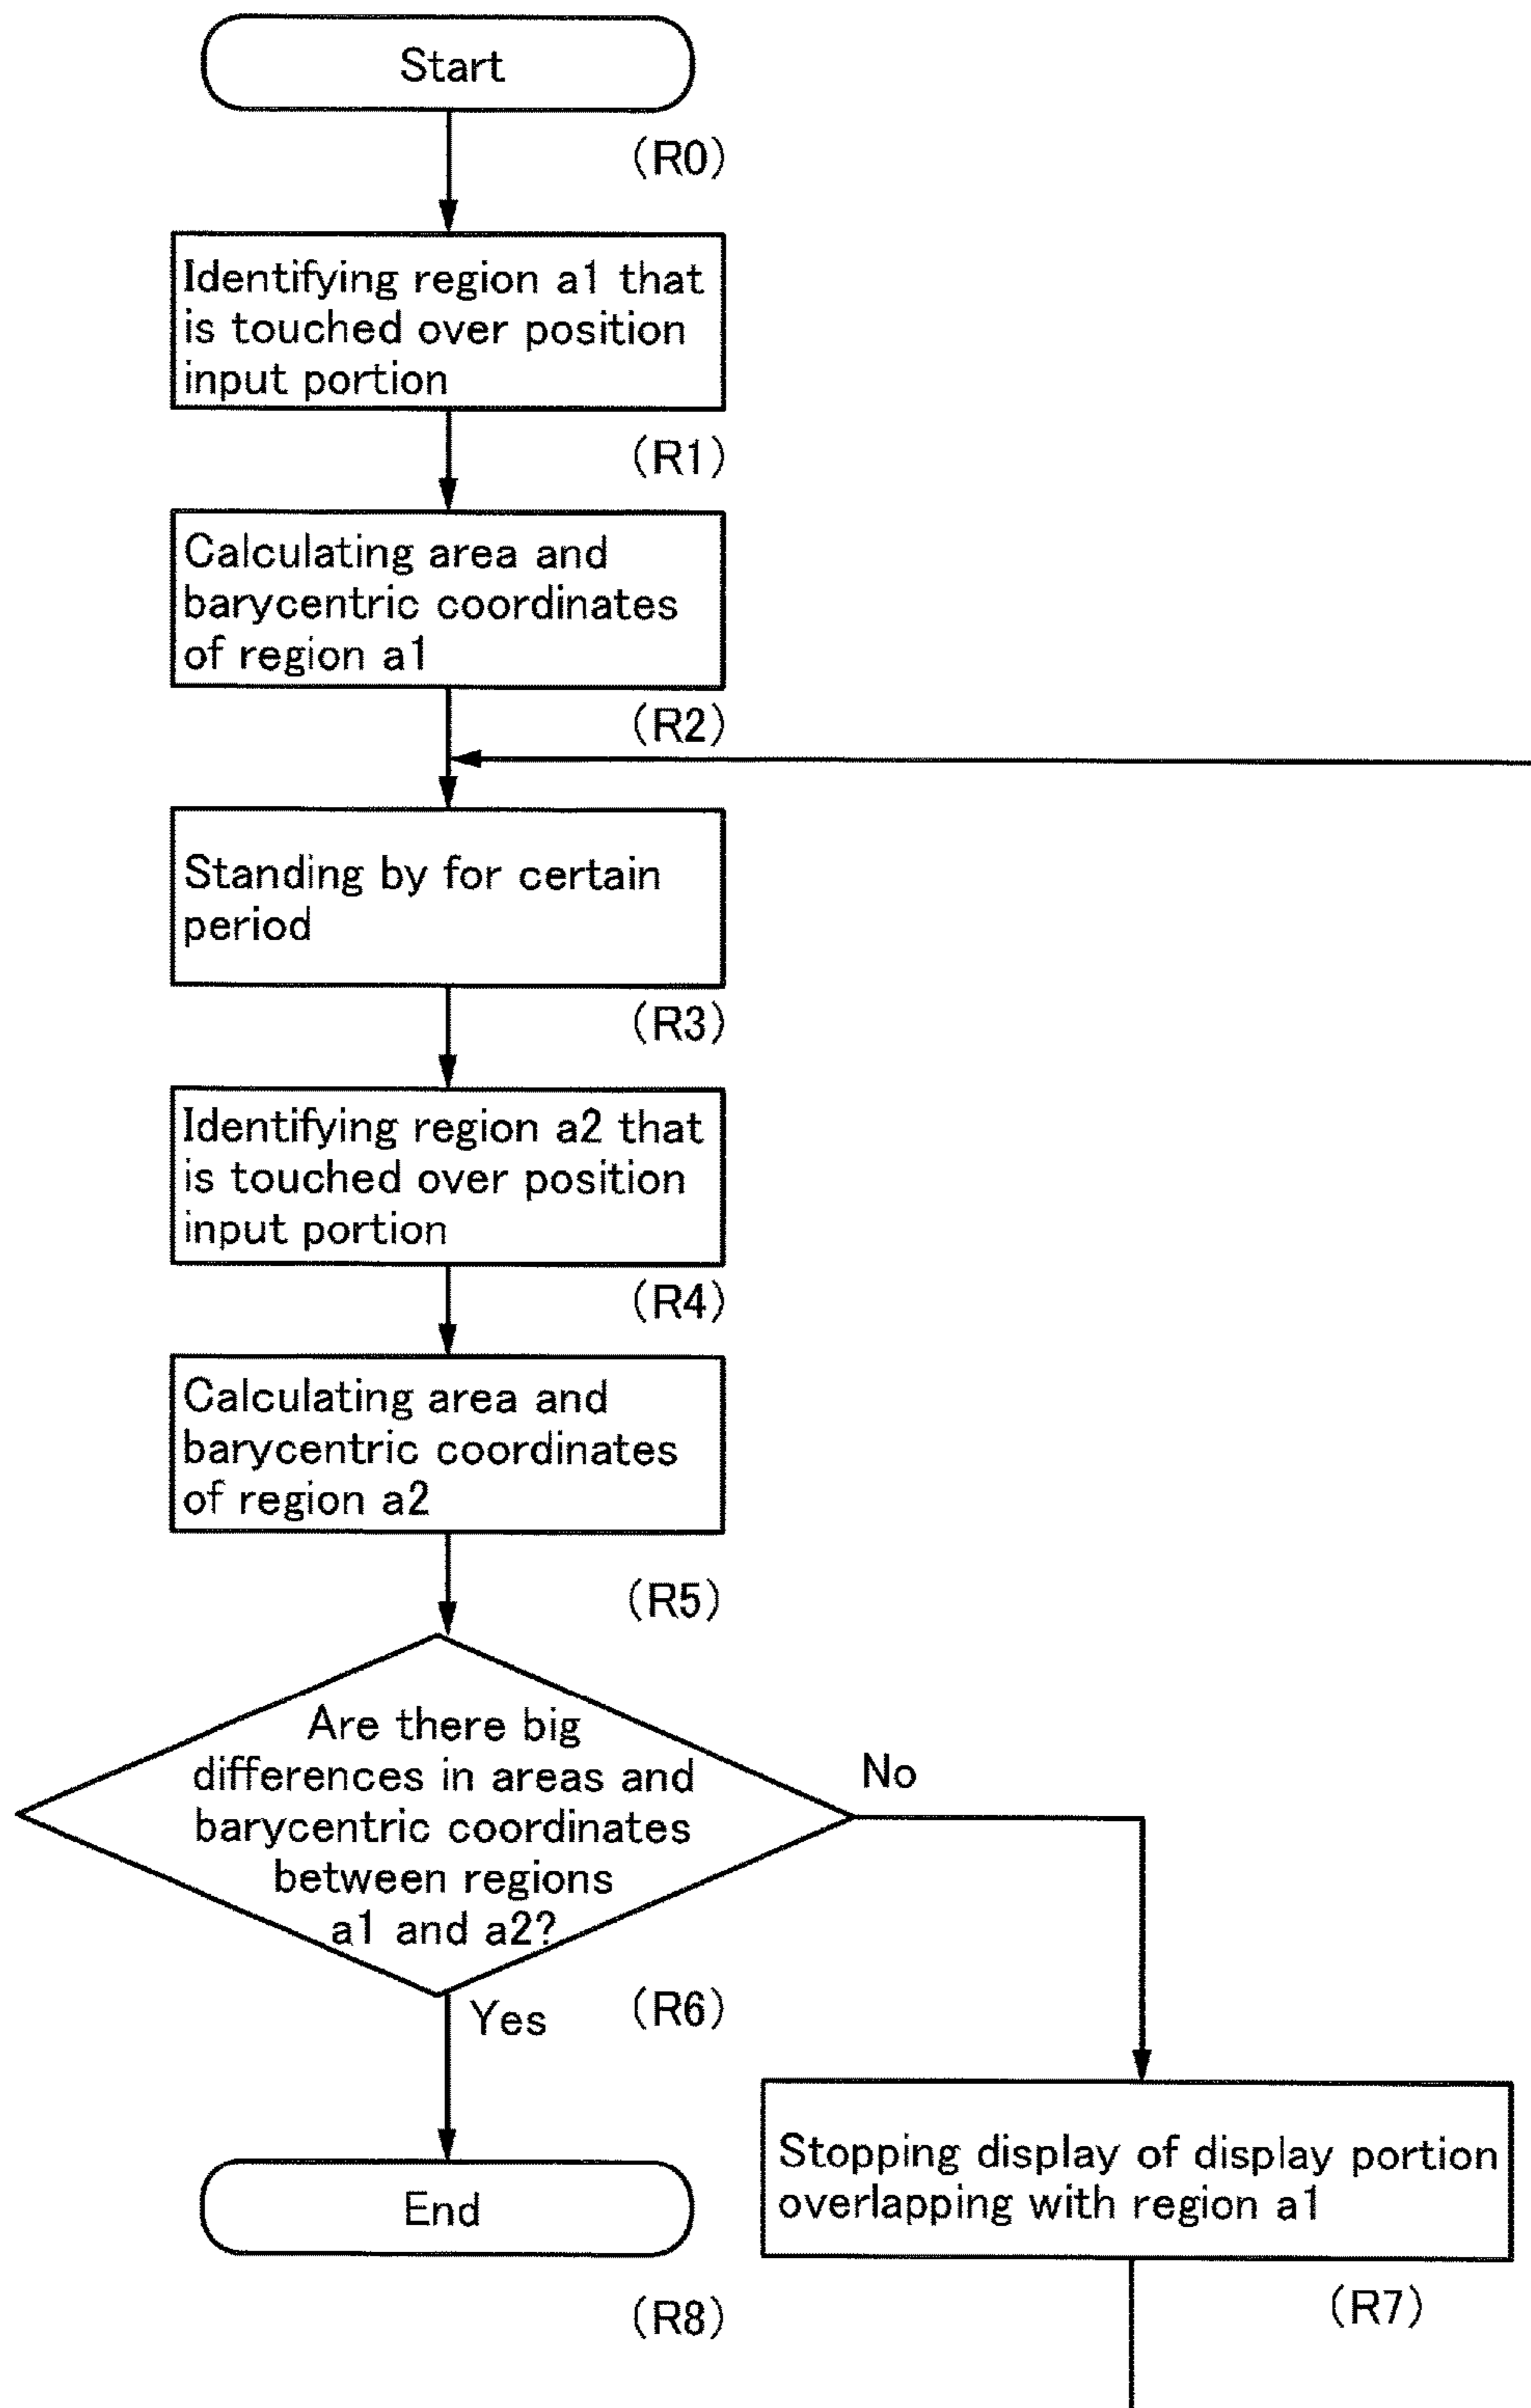 Start
(R0)
Identifying region a1 that
is touched over position
input portion
(R1)
Calculating area and
barycentric coordinates
of region a1
(R2)
Standing by for certain
period
(R3)
Identifying region a2 that
is touched over position
input portion
(R4)
Calculating area and
barycentric coordinates
of region a2
(R5)
Are there big
differences in areas and
barycentric coordinates
between regions
a1 and a2?
No
Yes
(R6)
Stopping display of display portion
overlapping with region a1
(R7)
End
(R8)